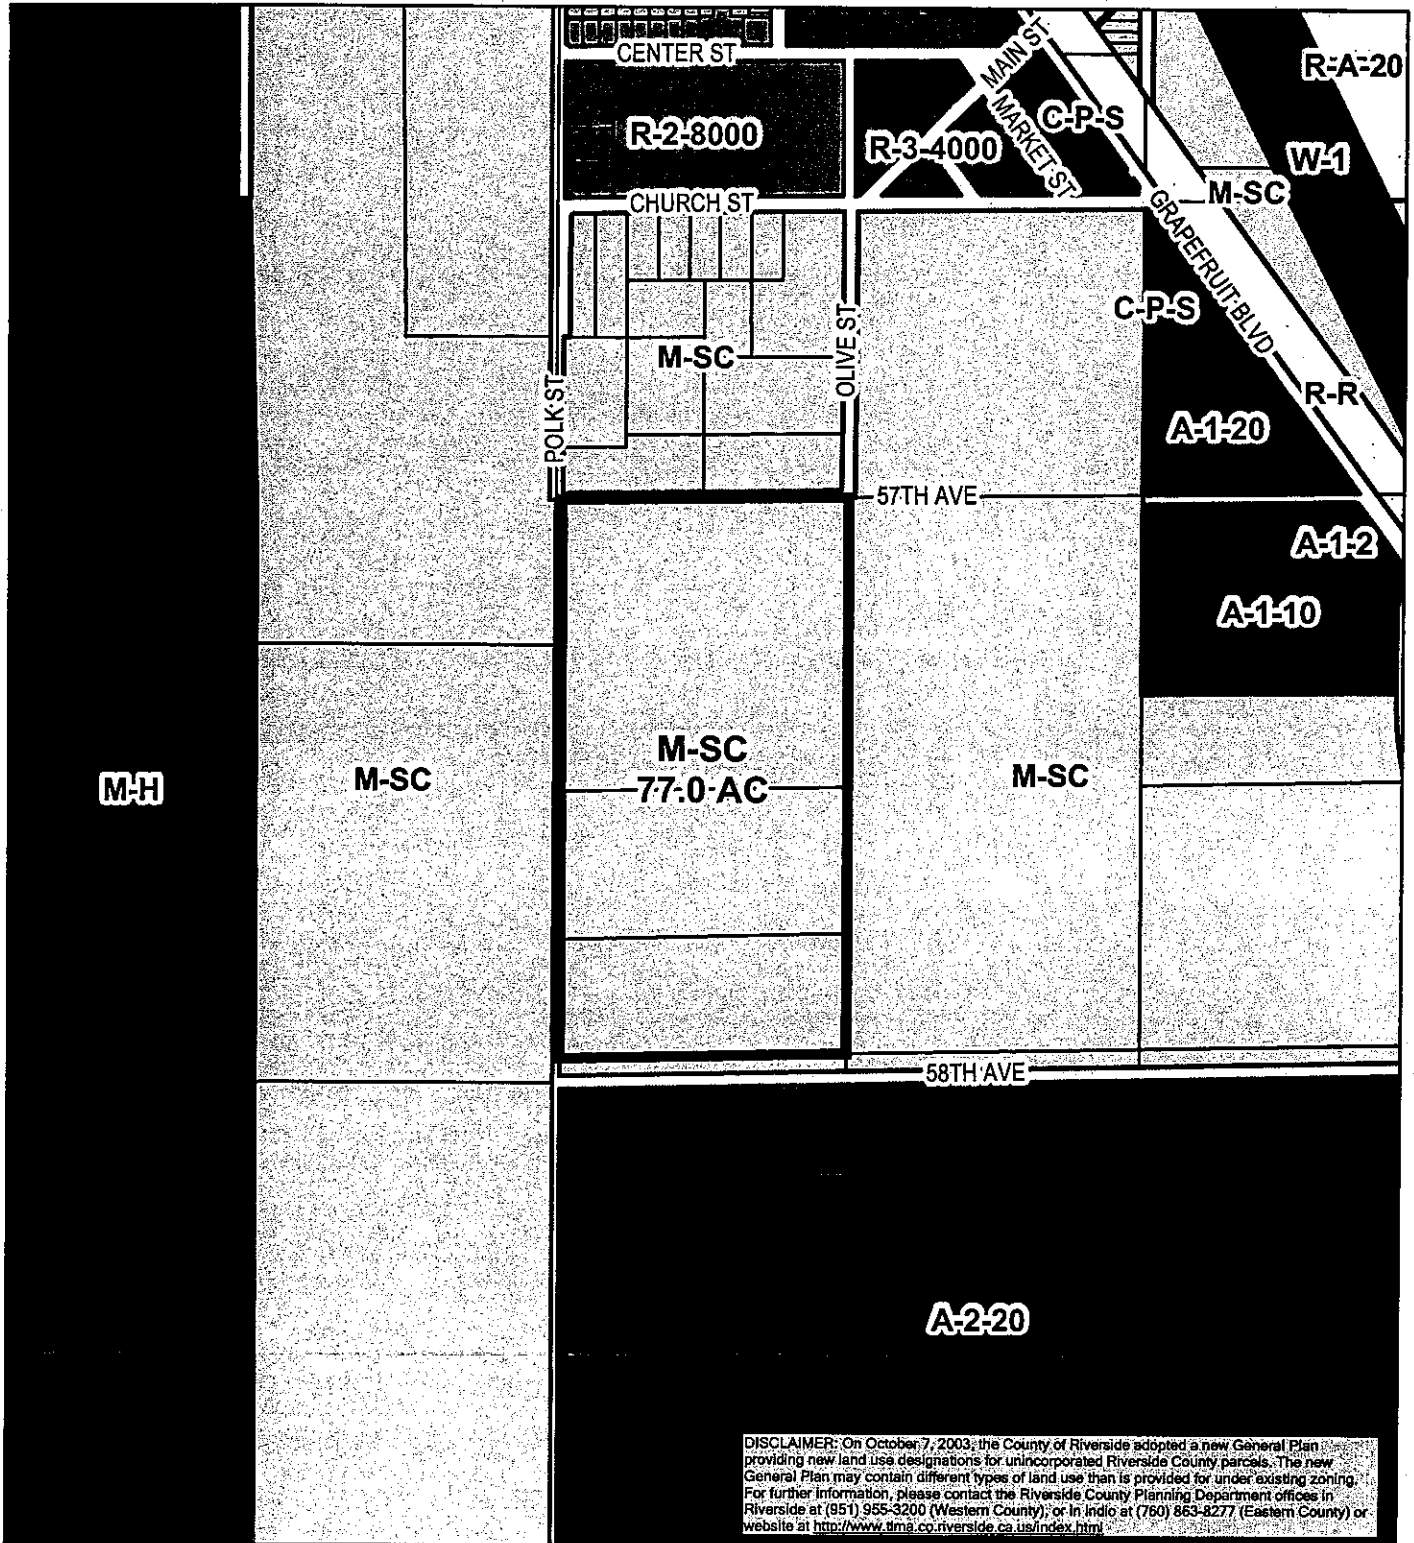 CENTER ST
MAIN ST
R-A-20
R-2-8000
R-3-4000
C-P-S
MARKET ST
W-1
M-SC
CHURCH ST
GRAPEFRUIT BLVD
C-P-S
M-SC
OLIVE ST
POLK ST
R-R
A-1-20
57TH AVE
A-1-2
A-1-10
M-H
M-SC
M-SC
77.0 AC
M-SC
58TH AVE
A-2-20
DISCLAIMER: On October 7, 2003, the County of Riverside adopted a new General Plan
providing new land use designations for unincorporated Riverside County parcels. The new
General Plan may contain different types of land use than is provided for under existing zoning.
For further information, please contact the Riverside County Planning Department offices in
Riverside at (951) 955-3200 (Western County), or in Indio at (760) 863-8277 (Eastern County) or
website at http://www.tlma.co.riverside.ca.us/index.html